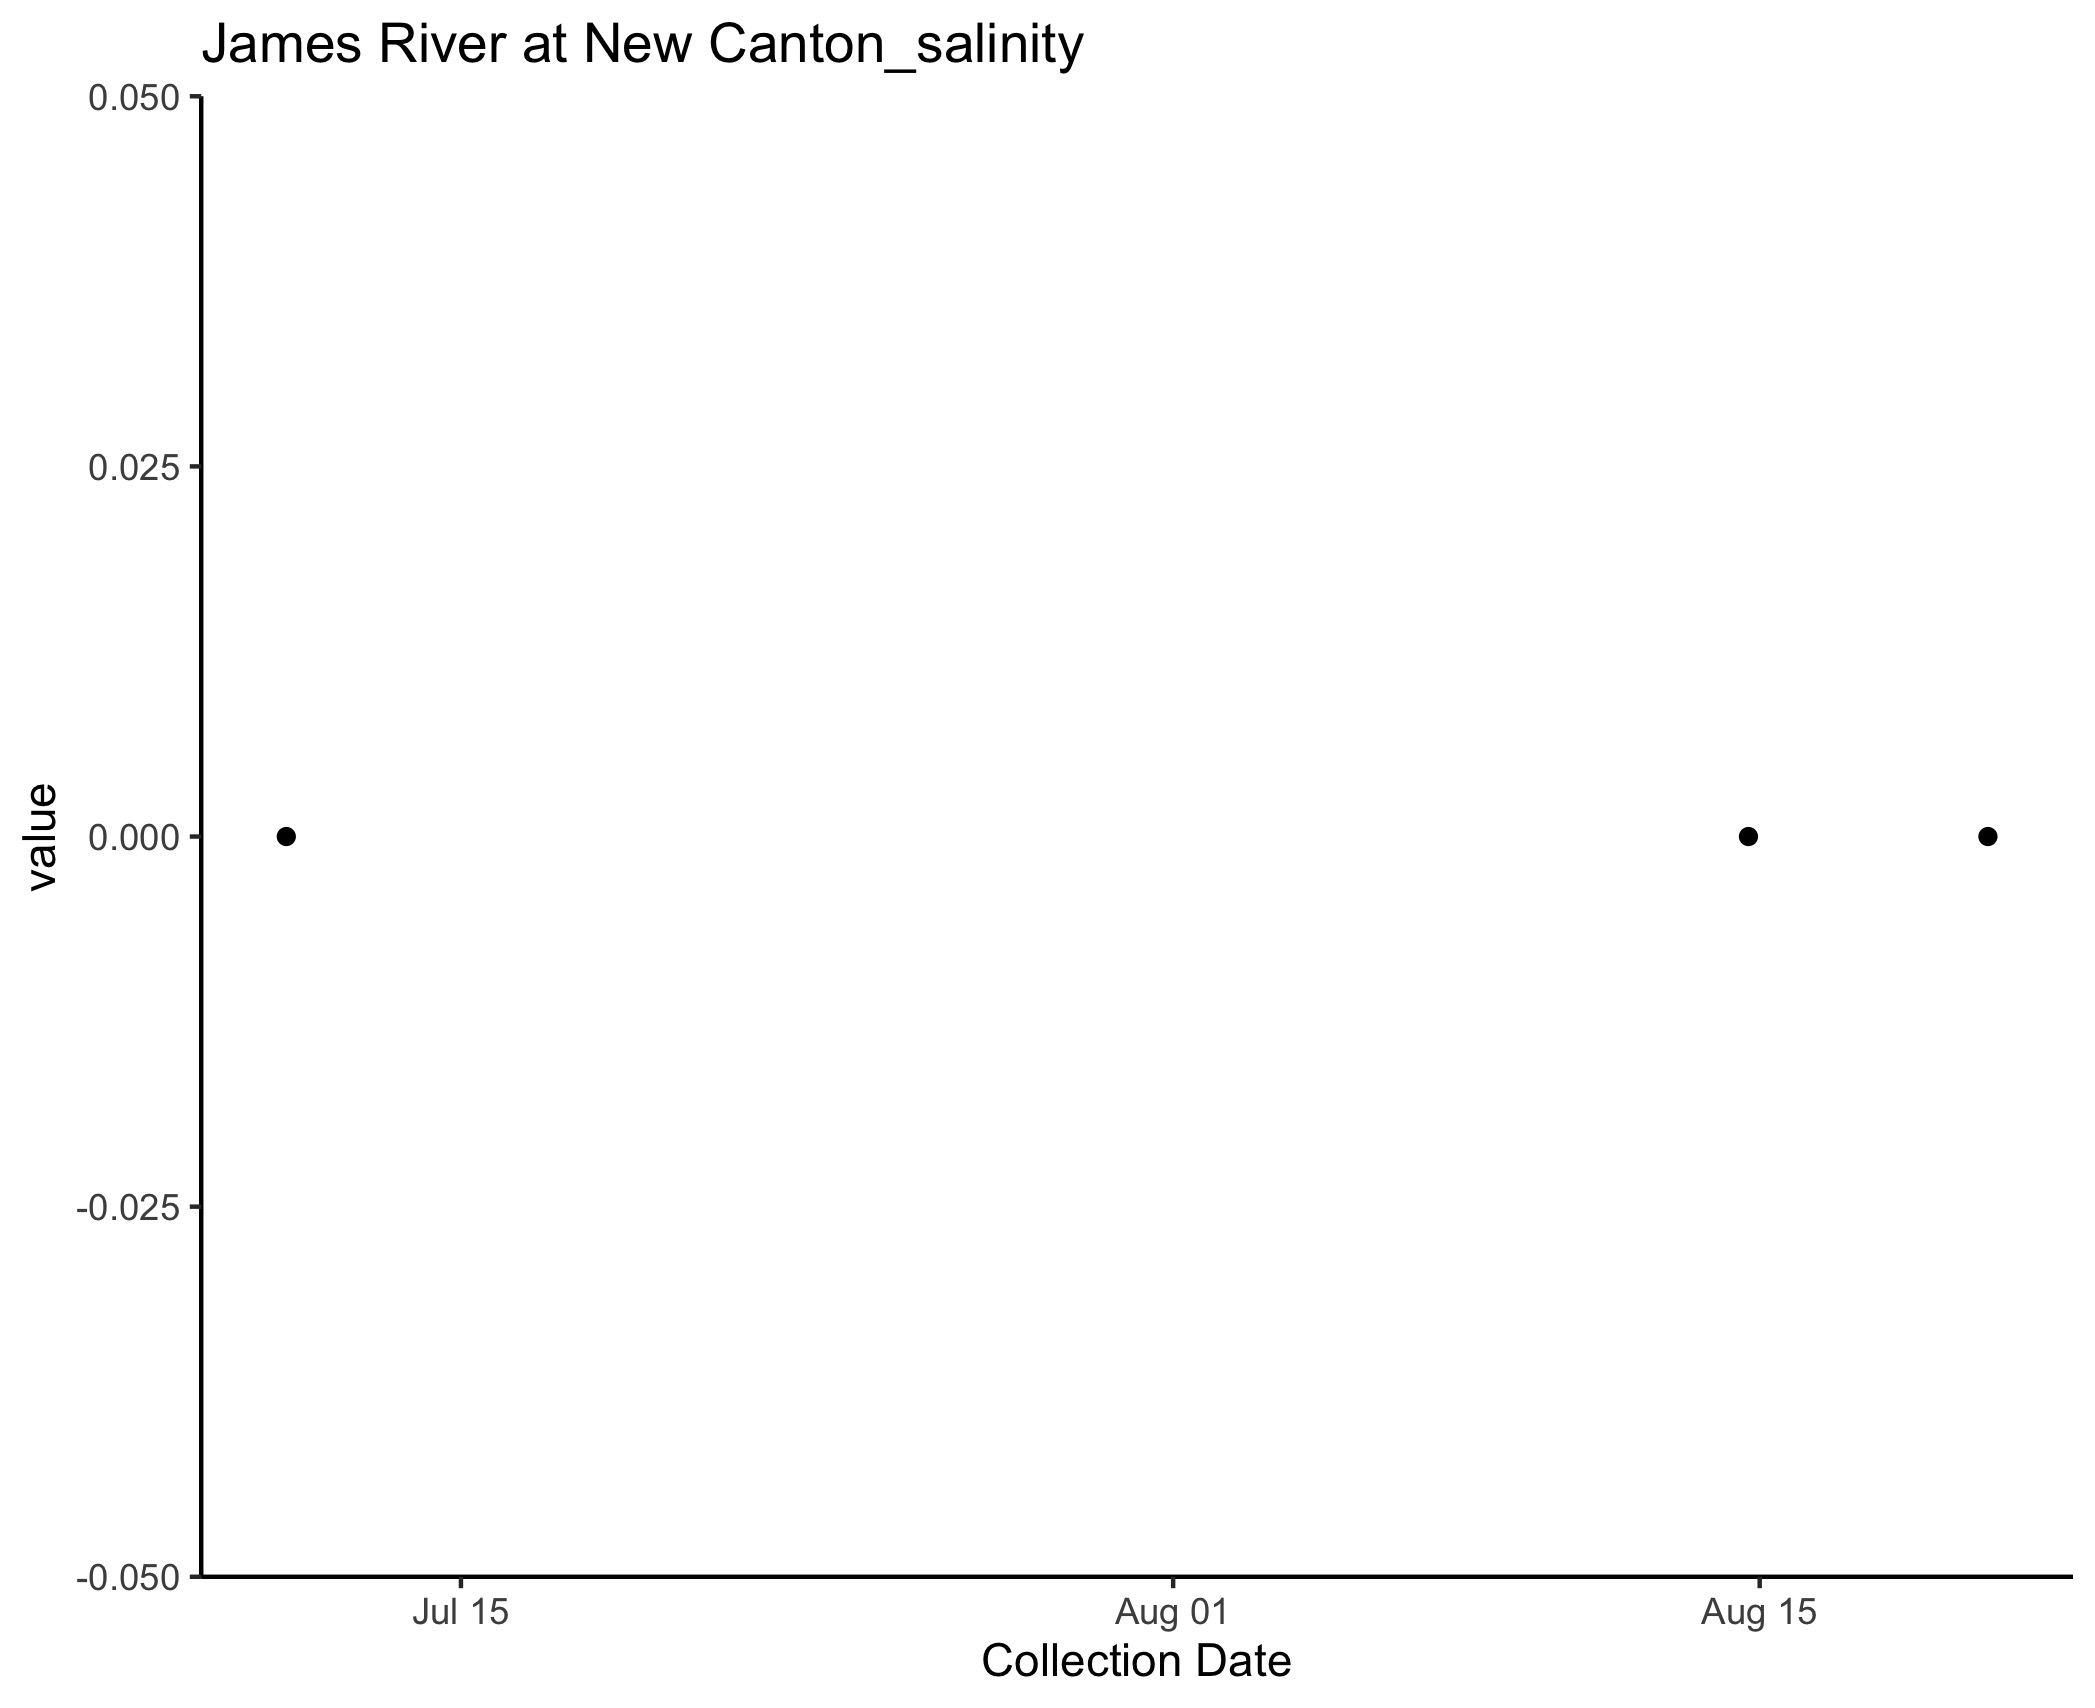 James River at New Canton_salinity
0.050
0.025
0.000
-0.025
-0.050
value
Jul 15
Aug 01
Aug 15
Collection Date